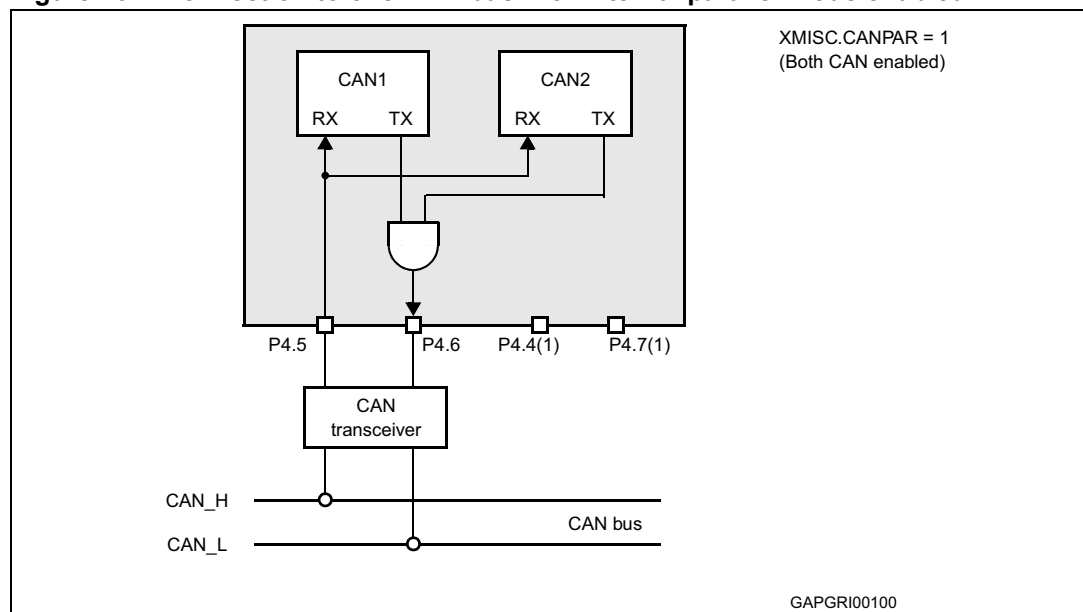 XMISC.CANPAR = 1
(Both CAN enabled)
CAN1
CAN2
RX TX
RX TX
P4.5
P4.6
P4.4(1)
P4.7(1)
CAN
transceiver
CAN_H
CAN bus
CAN_L
GAPGRI00100